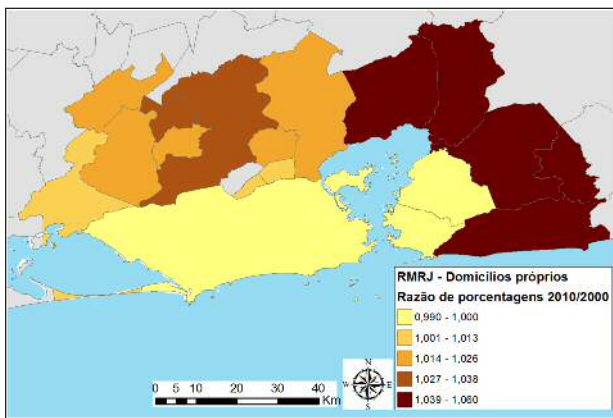 RMRJ - Domicílios próprios
Razão de porcentagens 2010/2000
0,990 - 1,000
1,001 - 1,013
1,014 - 1,026
1,027 - 1,038
1,039 - 1,060
N
W E
S
0 5 10 20 30 40
Km